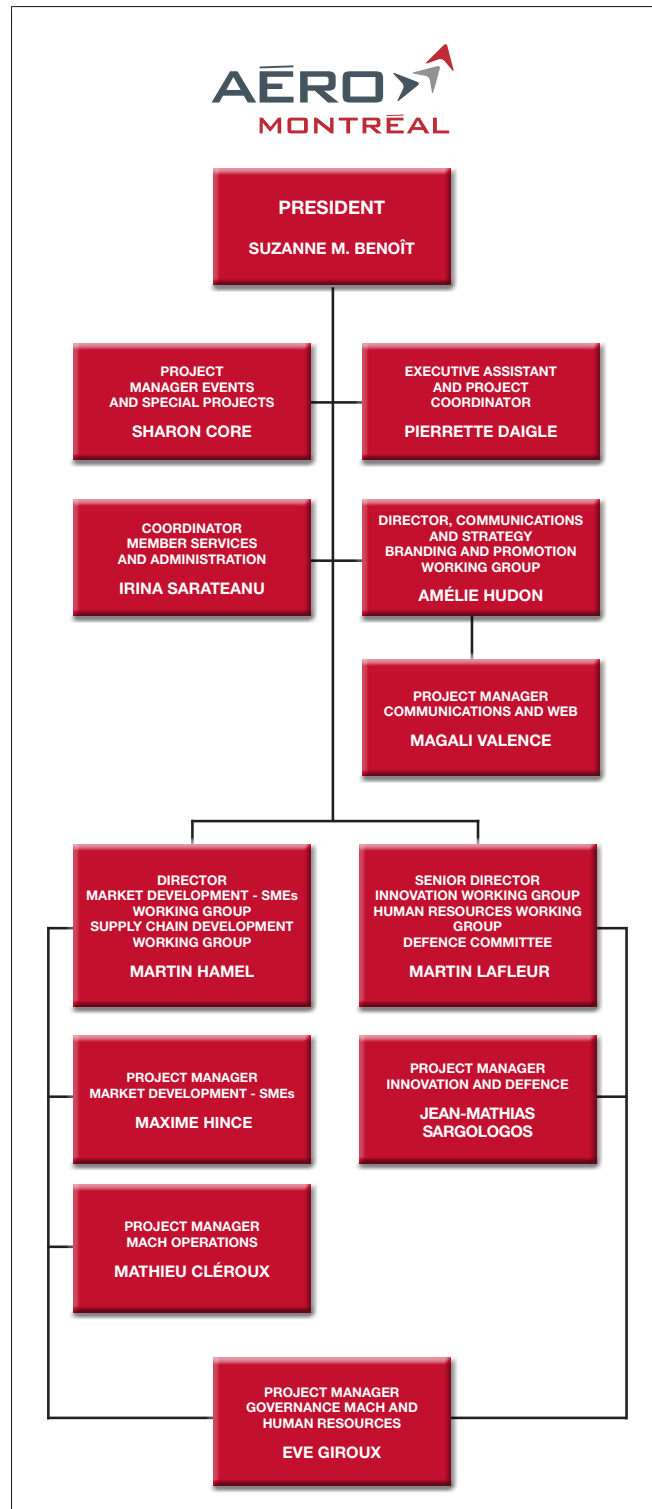 AÉRO
MONTRÉAL
PRESIDENT
SUZANNE M. BENOÎT
PROJECT
MANAGER EVENTS
AND SPECIAL PROJECTS
SHARON CORE
EXECUTIVE ASSISTANT
AND PROJECT
COORDINATOR
PIERRETTE DAIGLE
COORDINATOR
MEMBER SERVICES
AND ADMINISTRATION
IRINA SARATEANU
DIRECTOR, COMMUNICATIONS
AND STRATEGY
BRANDING AND PROMOTION
WORKING GROUP
AMÉLIE HUDON
PROJECT MANAGER
COMMUNICATIONS AND WEB
MAGALI VALENCE
DIRECTOR
MARKET DEVELOPMENT - SMEs
WORKING GROUP
SUPPLY CHAIN DEVELOPMENT
WORKING GROUP
MARTIN HAMEL
SENIOR DIRECTOR
INNOVATION WORKING GROUP
HUMAN RESOURCES WORKING
GROUP
DEFENCE COMMITTEE
MARTIN LAFLEUR
PROJECT MANAGER
MARKET DEVELOPMENT - SMEs
MAXIME HINCE
PROJECT MANAGER
INNOVATION AND DEFENCE
JEAN-MATHIAS
SARGOLOGOS
PROJECT MANAGER
MACH OPERATIONS
MATHIEU CLÉROUX
PROJECT MANAGER
GOVERNANCE MACH AND
HUMAN RESOURCES
EVE GIROUX